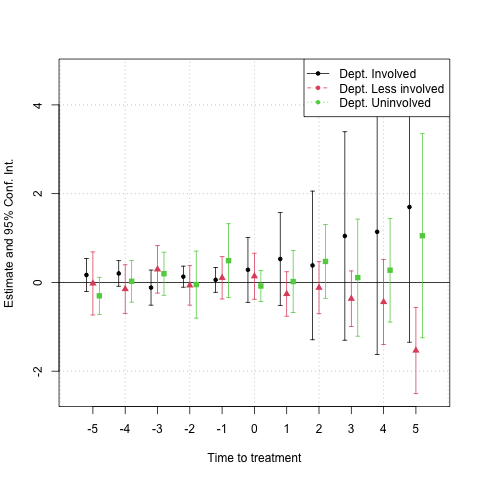 Dept. Involved
Dept. Less involved
Dept. Uninvolved
Estimate and 95% Conf. Int.
4
2
0
-2
-5 -4 -3 -2 -1 0 1 2 3 4 5
Time to treatment